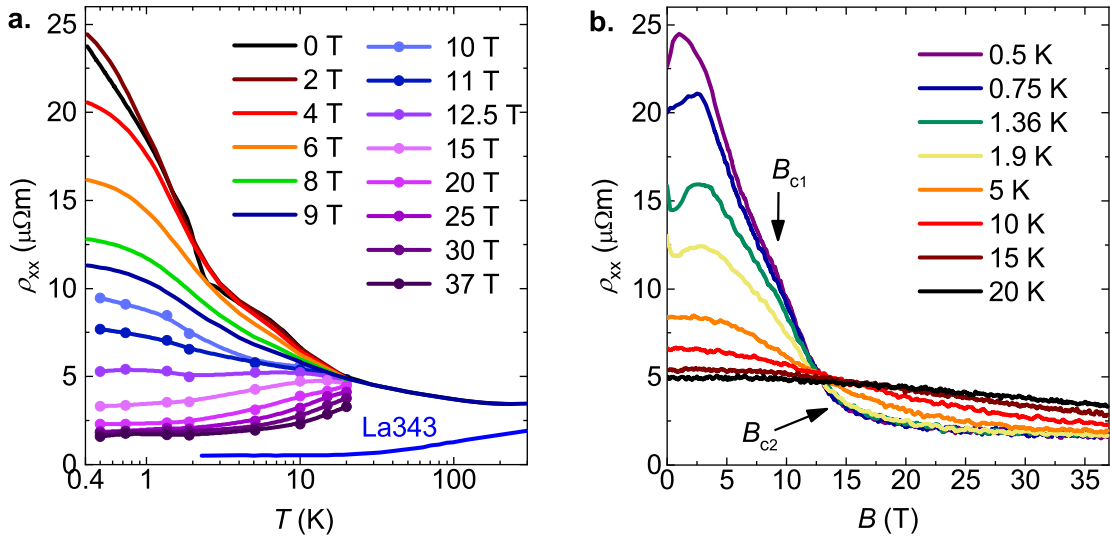 a.
25
20
15
10
5
0
0.4
1
10
100
T (K)
ρxx (μΩm)
0 T
2 T
4 T
6 T
8 T
9 T
10 T
11 T
12.5 T
15 T
20 T
25 T
30 T
37 T
La343
b.
25
20
15
10
5
0
0
5
10
15
20
25
30
35
B (T)
ρxx (μΩm)
0.5 K
0.75 K
1.36 K
1.9 K
5 K
10 K
15 K
20 K
Bc1
Bc2